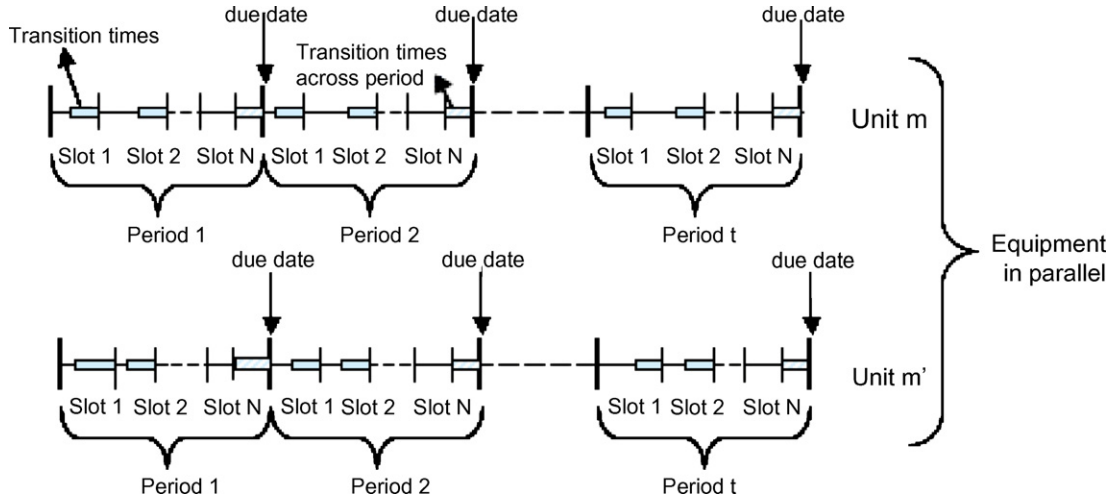 due date due date due date
Transition times
Transition times
across period
Unit m
Slot 1 Slot 2 Slot N Slot 1 Slot 2 Slot N Slot 1 Slot 2 Slot N
Period 1 Period 2 Period t
Equipment
in parallel
due date due date due date
Unit m'
Slot 1 Slot 2 Slot N Slot 1 Slot 2 Slot N Slot 1 Slot 2 Slot N
Period 1 Period 2 Period t